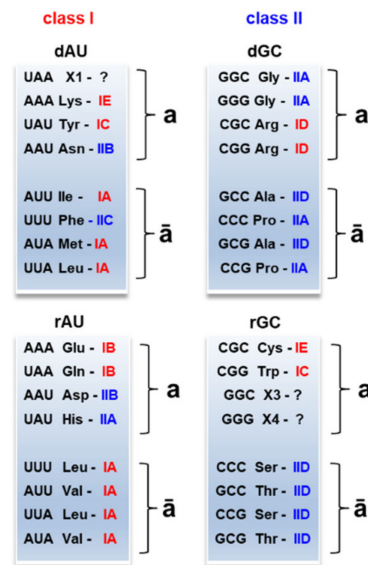 class I
class II
dAU
dGC
UAA X1 - ?
AAA Lys - IE
UAU Tyr - IC
AAU Asn - IIB
a
GGC Gly - IIA
GGG Gly - IIA
CGC Arg - ID
CGG Arg - ID
a
AUU Ile - IA
UUU Phe - IIC
AUA Met - IA
UUA Leu - IA
ā
GCC Ala - IID
CCC Pro - IIA
GCG Ala - IID
CCG Pro - IIA
ā
rAU
rGC
AAA Glu - IB
UAA Gln - IB
AAU Asp - IIB
UAU His - IIA
a
CGC Cys - IE
CGG Trp - IC
GGC X3 - ?
GGG X4 - ?
a
UUU Leu - IA
AUU Val - IA
UUA Leu - IA
AUA Val - IA
ā
CCC Ser - IID
GCC Thr - IID
CCG Ser - IID
GCG Thr - IID
ā